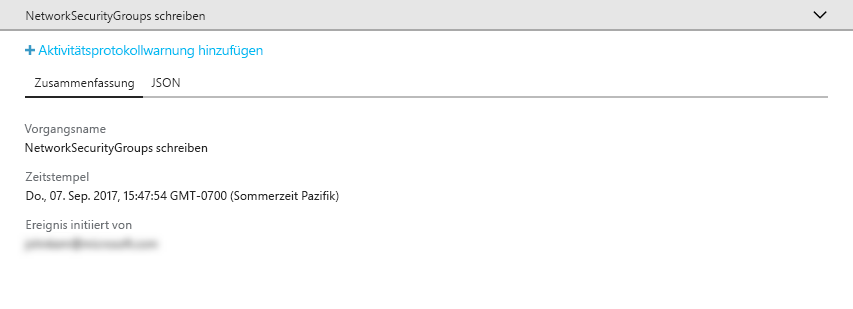 NetworkSecurityGroups schreiben
+ Aktivitätsprotokollwarnung hinzufügen
Zusammenfassung JSON
Vorgangsname
NetworkSecurityGroups schreiben
Zeitstempel
Do., 07. Sep. 2017, 15:47:54 GMT-0700 (Sommerzeit Pazifik)
Ereignis initiiert von